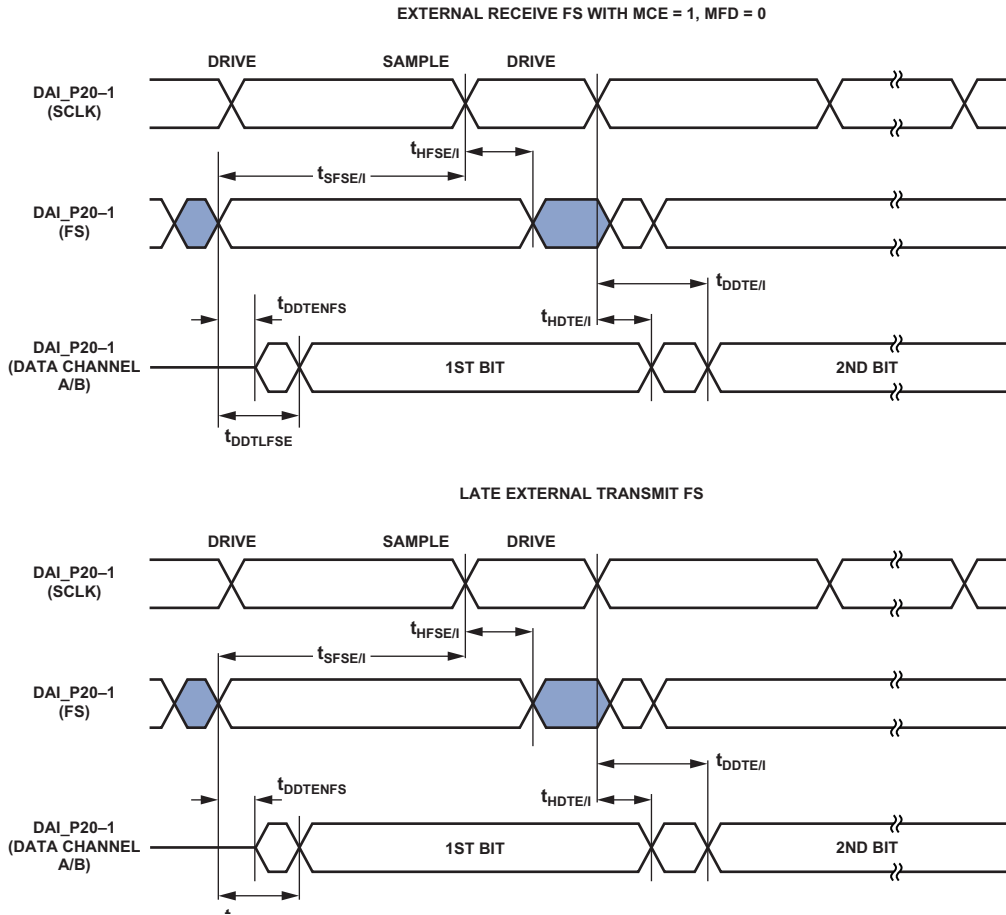 EXTERNAL RECEIVE FS WITH MCE = 1, MFD = 0
DRIVE SAMPLE DRIVE
DAI_P20–1
(SCLK)
tHFSE/I
tSFSE/I
DAI_P20–1
(FS)
tDDTE/I
tDDTENFS
tHDTE/I
DAI_P20–1
(DATA CHANNEL
A/B)
1ST BIT 2ND BIT
tDDTLFSE
LATE EXTERNAL TRANSMIT FS
DRIVE SAMPLE DRIVE
DAI_P20–1
(SCLK)
tHFSE/I
tSFSE/I
DAI_P20–1
(FS)
tDDTE/I
tDDTENFS
tHDTE/I
DAI_P20–1
(DATA CHANNEL
A/B)
1ST BIT 2ND BIT